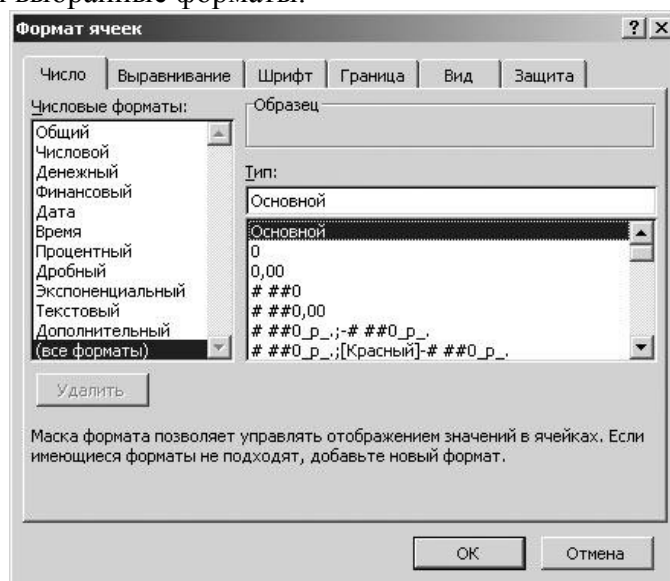 выбранные форматы.
Формат ячеек
Число Выравнивание Шрифт Граница Вид Защита
Числовые форматы:
Образец
Общий
Числовой
Денежный
Финансовый
Дата
Время
Процентный
Дробный
Экспоненциальный
Текстовый
Дополнительный
(все форматы)
Тип:
Основной
Основной
0
0,00
# ##0
# ##0,00
# ##0_р_.;-# ##0_р_.
# ##0_р_.;[Красный]-# ##0_р_.
Удалить
Маска формата позволяет управлять отображением значений в ячейках. Если
имеющиеся форматы не подходят, добавьте новый формат.
ОК Отмена